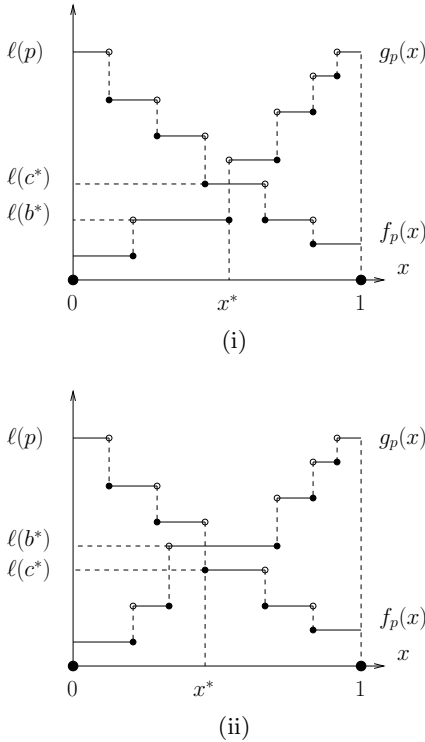 ℓ(p) g_p(x)
ℓ(c*)
ℓ(b*)
f_p(x)
x
0 x* 1
(i)
ℓ(p) g_p(x)
ℓ(b*)
ℓ(c*)
f_p(x)
x
0 x* 1
(ii)